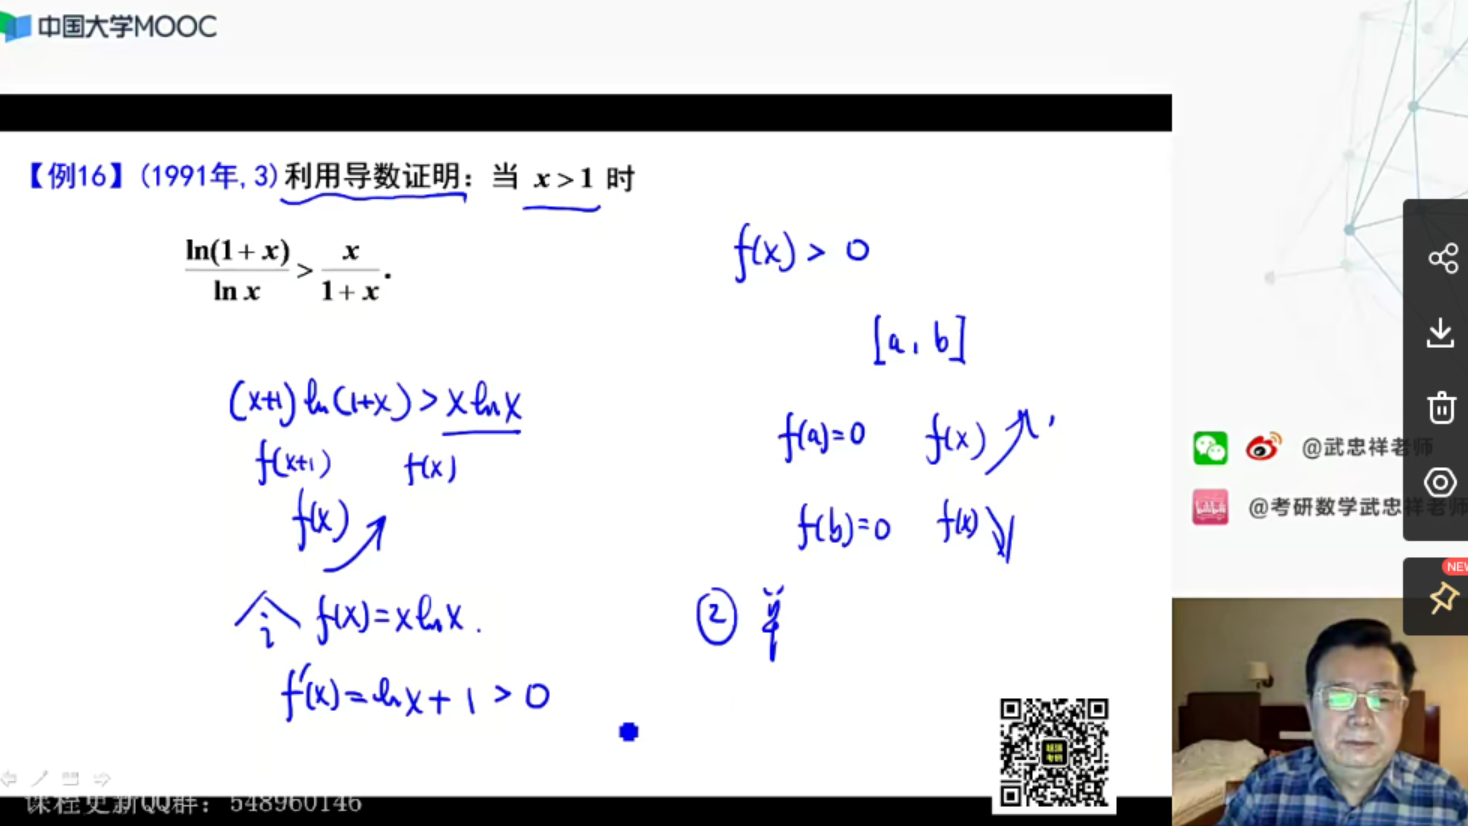 中国大学MOOC
【例16】(1991年, 3) 利用导数证明：当 x > 1 时
ln(1 + x) / ln x > x / (1 + x).
(x+1) ln(1+x) > x ln x
f(x+1) f(x)
f(x)
令 f(x) = x ln x.
f'(x) = ln x + 1 > 0
f(x) > 0
[a, b]
f(a)=0 f(x)
f(b)=0 f(x)
② 单
@武忠祥老师
@考研数学武忠祥老师
NEW
课程更新QQ群：548960146